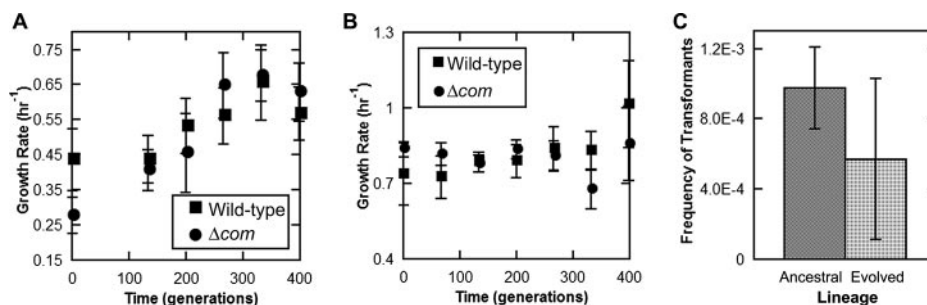 A
Growth Rate (hr⁻¹)
0.75
0.65
0.55
0.45
0.35
0.25
0.15
Wild-type
Δcom
0 100 200 300 400
Time (generations)
B
Growth Rate (hr⁻¹)
1.3
1
0.7
0.4
Wild-type
Δcom
0 100 200 300 400
Time (generations)
C
Frequency of Transformants
1.2E-3
8.0E-4
4.0E-4
0
Ancestral Evolved
Lineage